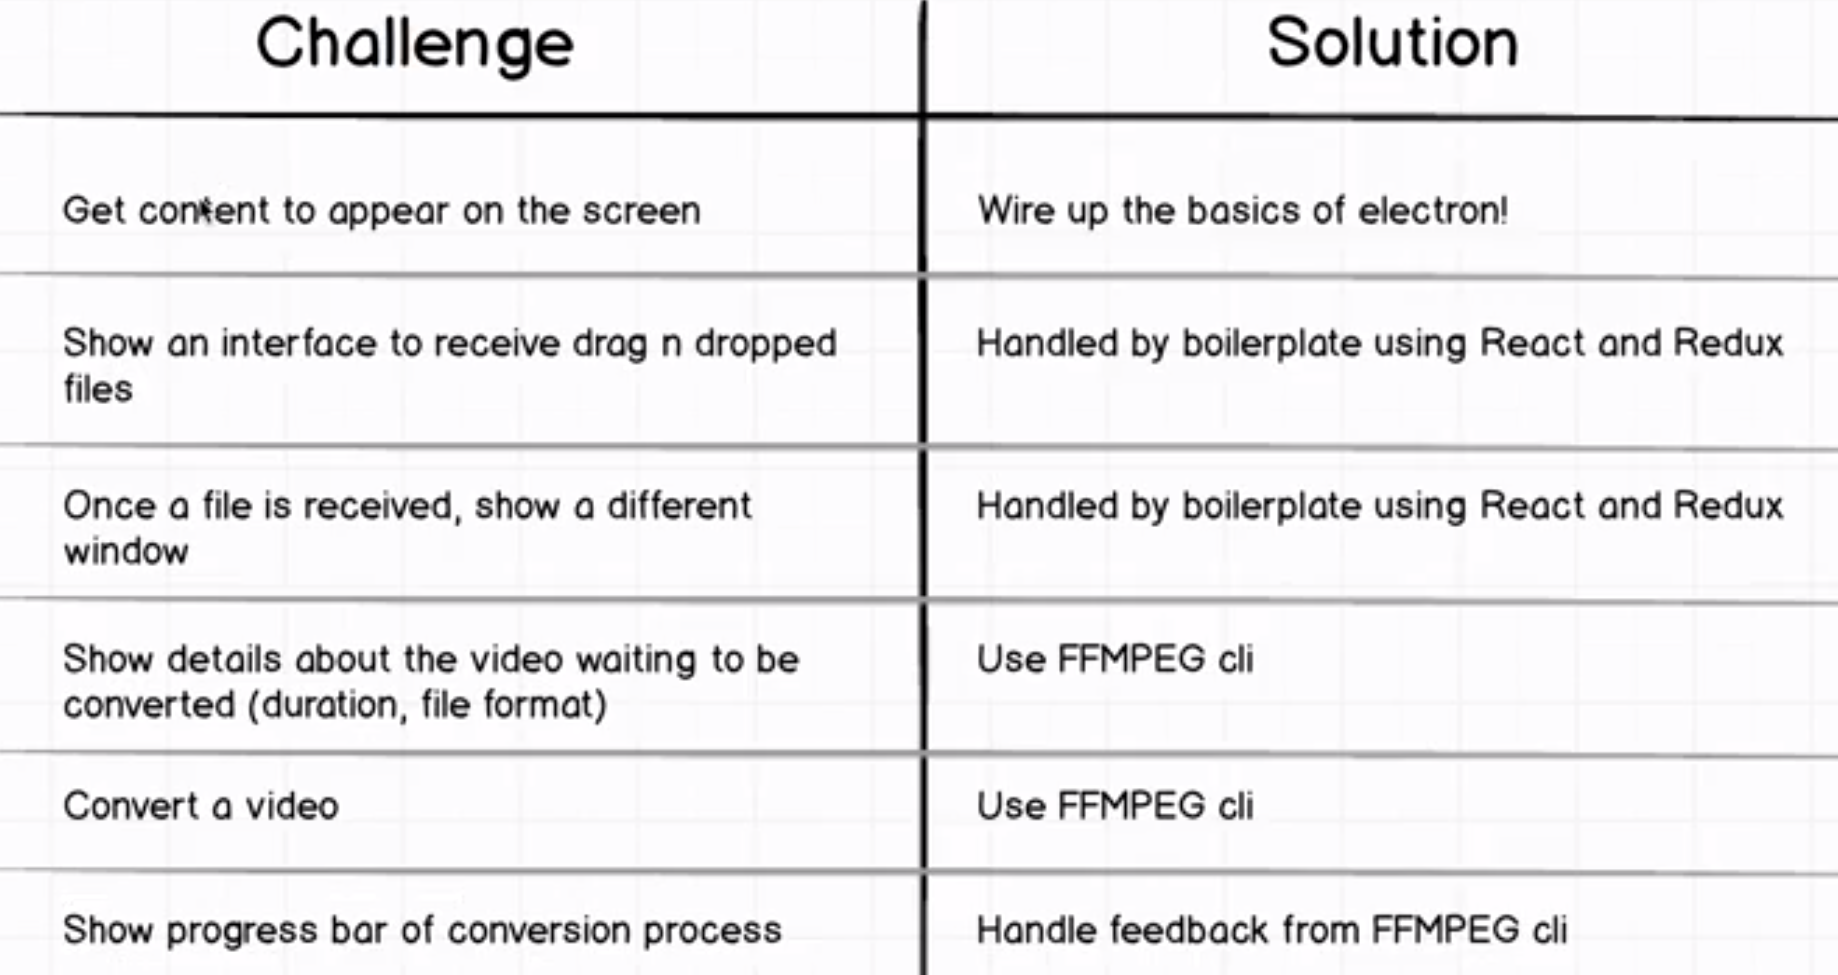 Challenge
Solution
Get content to appear on the screen
Wire up the basics of electron!
Show an interface to receive drag n dropped
files
Handled by boilerplate using React and Redux
Once a file is received, show a different
window
Handled by boilerplate using React and Redux
Show details about the video waiting to be
converted (duration, file format)
Use FFMPEG cli
Convert a video
Use FFMPEG cli
Show progress bar of conversion process
Handle feedback from FFMPEG cli